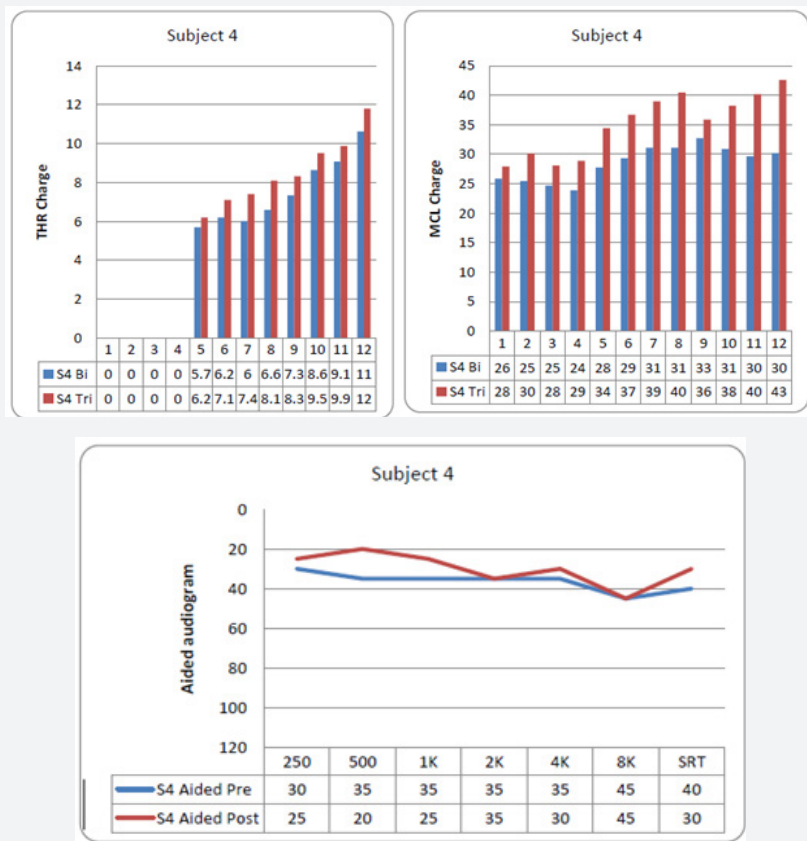 Subject 4
THR Charge
14
12
10
8
6
4
2
0
1 2 3 4 5 6 7 8 9 10 11 12
S4 Bi 0 0 0 0 5.7 6.2 6 6.6 7.3 8.6 9.1 11
S4 Tri 0 0 0 0 6.2 7.1 7.4 8.1 8.3 9.5 9.9 12
Subject 4
MCL Charge
45
40
35
30
25
20
15
10
5
0
1 2 3 4 5 6 7 8 9 10 11 12
S4 Bi 26 25 25 24 28 29 31 31 33 31 30 30
S4 Tri 28 30 28 29 34 37 39 40 36 38 40 43
Subject 4
Aided audiogram
0
20
40
60
80
100
120
250 500 1K 2K 4K 8K SRT
S4 Aided Pre 30 35 35 35 35 45 40
S4 Aided Post 25 20 25 35 30 45 30